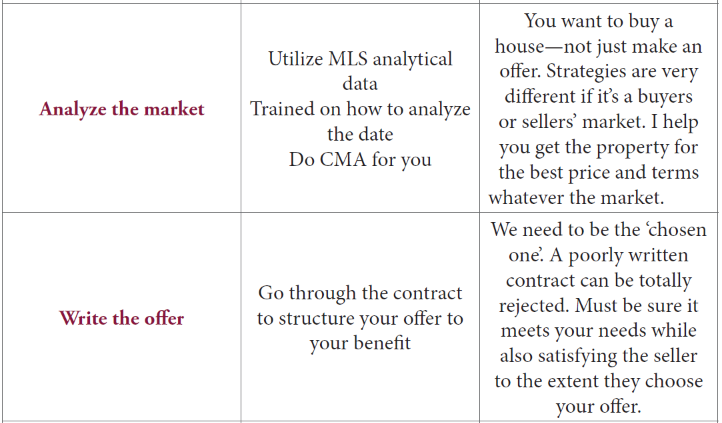 Analyze the market
Utilize MLS analytical
data
Trained on how to analyze
the date
Do CMA for you
You want to buy a
house—not just make an
offer. Strategies are very
different if it's a buyers
or sellers' market. I help
you get the property for
the best price and terms
whatever the market.
Write the offer
Go through the contract
to structure your offer to
your benefit
We need to be the ‘chosen
one’. A poorly written
contract can be totally
rejected. Must be sure it
meets your needs while
also satisfying the seller
to the extent they choose
your offer.